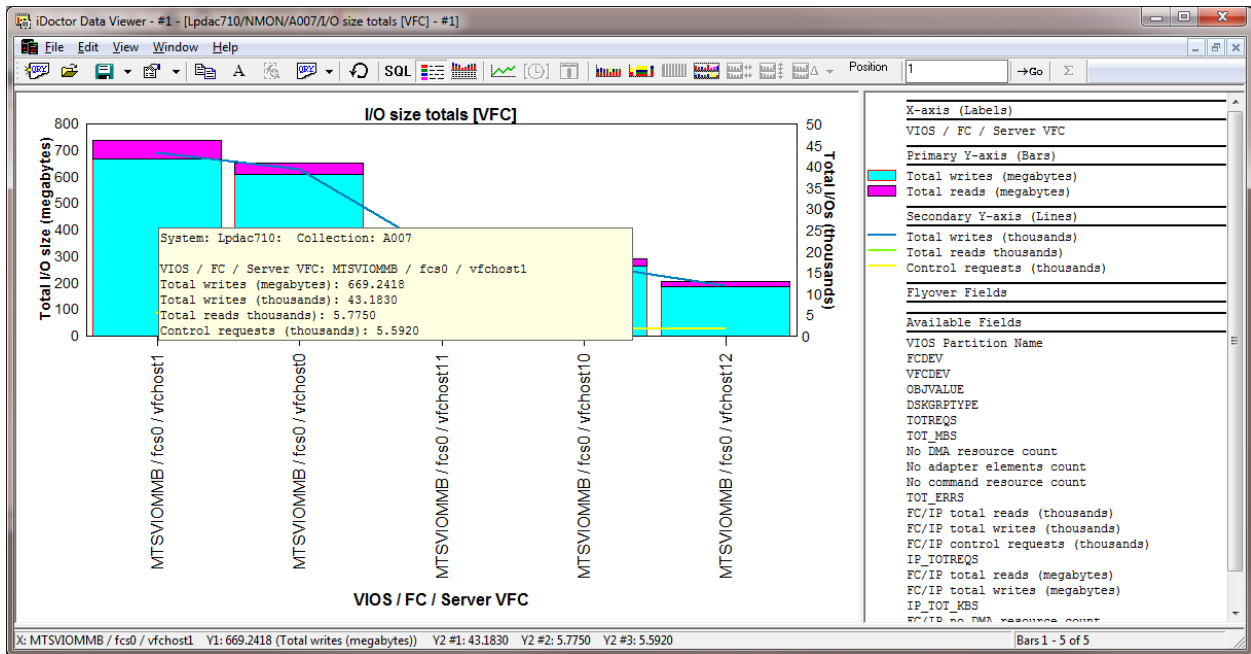 iDoctor Data Viewer - #1 - [Lpdac710/NMON/A007/I/O size totals [VFC] - #1]
File Edit View Window Help
QRY A QRY SQL Position 1 Go Σ
I/O size totals [VFC]
Total I/O size (megabytes)
800
700
600
500
400
300
200
100
0
System: Lpdac710: Collection: A007
VIOS / FC / Server VFC: MTSVIOMMB / fcs0 / vfchost1
Total writes (megabytes): 669.2418
Total writes (thousands): 43.1830
Total reads thousands): 5.7750
Control requests (thousands): 5.5920
50
45
40
35
30
25
20
15
10
5
0
Total I/Os (thousands)
MTSVIOMMB / fcs0 / vfchost1
MTSVIOMMB / fcs0 / vfchost0
MTSVIOMMB / fcs0 / vfchost11
MTSVIOMMB / fcs0 / vfchost10
MTSVIOMMB / fcs0 / vfchost12
VIOS / FC / Server VFC
X-axis (Labels)
VIOS / FC / Server VFC
Primary Y-axis (Bars)
Total writes (megabytes)
Total reads (megabytes)
Secondary Y-axis (Lines)
Total writes (thousands)
Total reads thousands)
Control requests (thousands)
Flyover Fields
Available Fields
VIOS Partition Name
FCDEV
VFCDEV
OBJVALUE
DSKGRPTYPE
TOTREQS
TOT_MBS
No DMA resource count
No adapter elements count
No command resource count
TOT_ERRS
FC/IP total reads (thousands)
FC/IP total writes (thousands)
FC/IP control requests (thousands)
IP_TOTREQS
FC/IP total reads (megabytes)
FC/IP total writes (megabytes)
IP_TOT_KBS
FC/IP no DMA resource count
X: MTSVIOMMB / fcs0 / vfchost1 Y1: 669.2418 (Total writes (megabytes)) Y2 #1: 43.1830 Y2 #2: 5.7750 Y2 #3: 5.5920 Bars 1 - 5 of 5